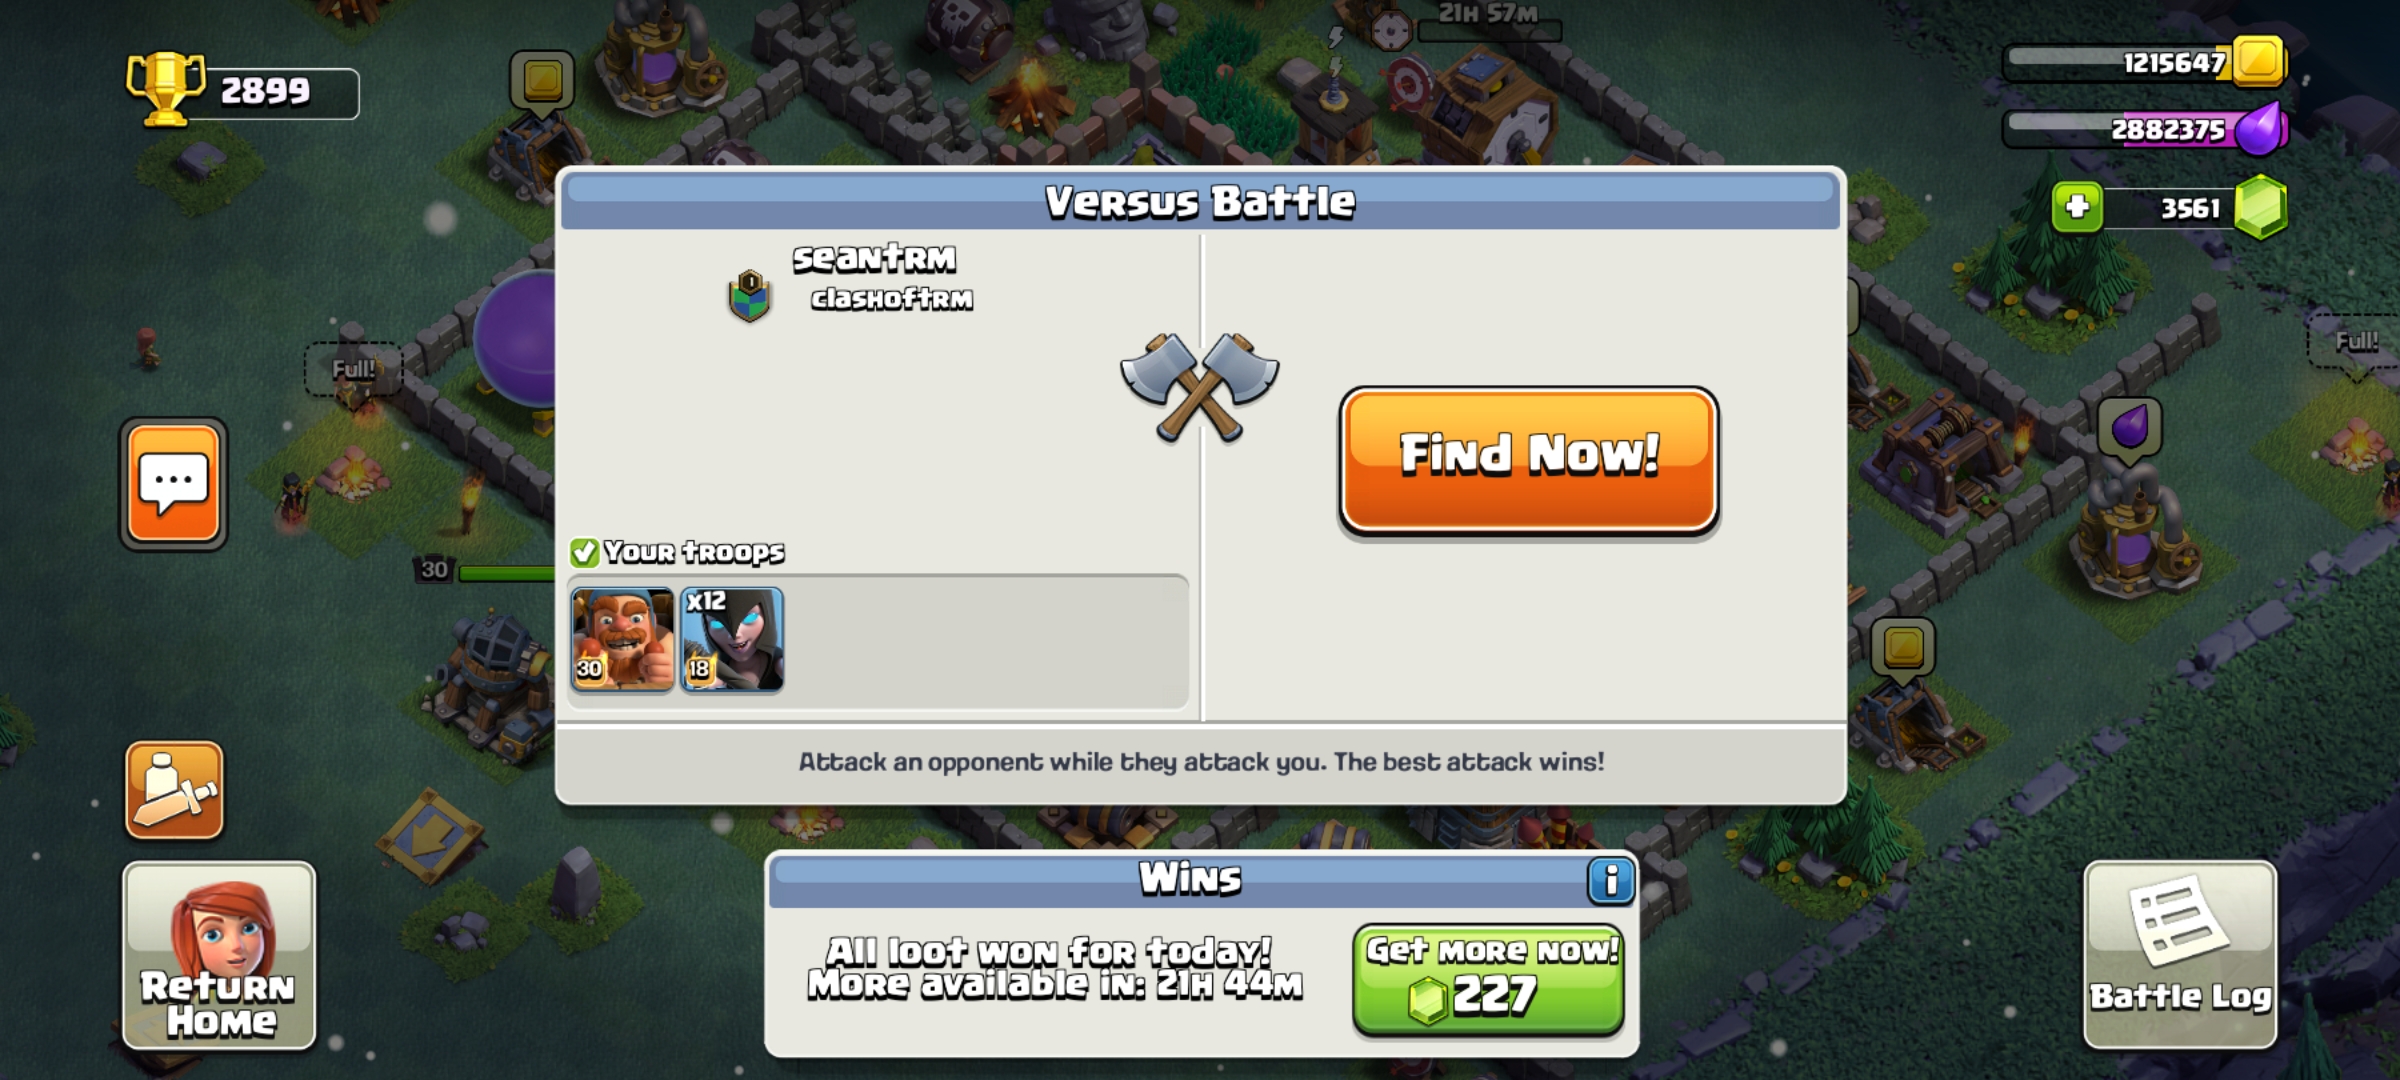 21H 57M
2899
1215647
2882375
3561
Versus Battle
seantrm
1
clashoftrm
Full!
Full!
Find Now!
30
Your troops
30
x12
18
Attack an opponent while they attack you. The best attack wins!
Wins
i
All loot won for today!
More available in: 21H 44M
Get more now!
227
Return
Home
Battle Log